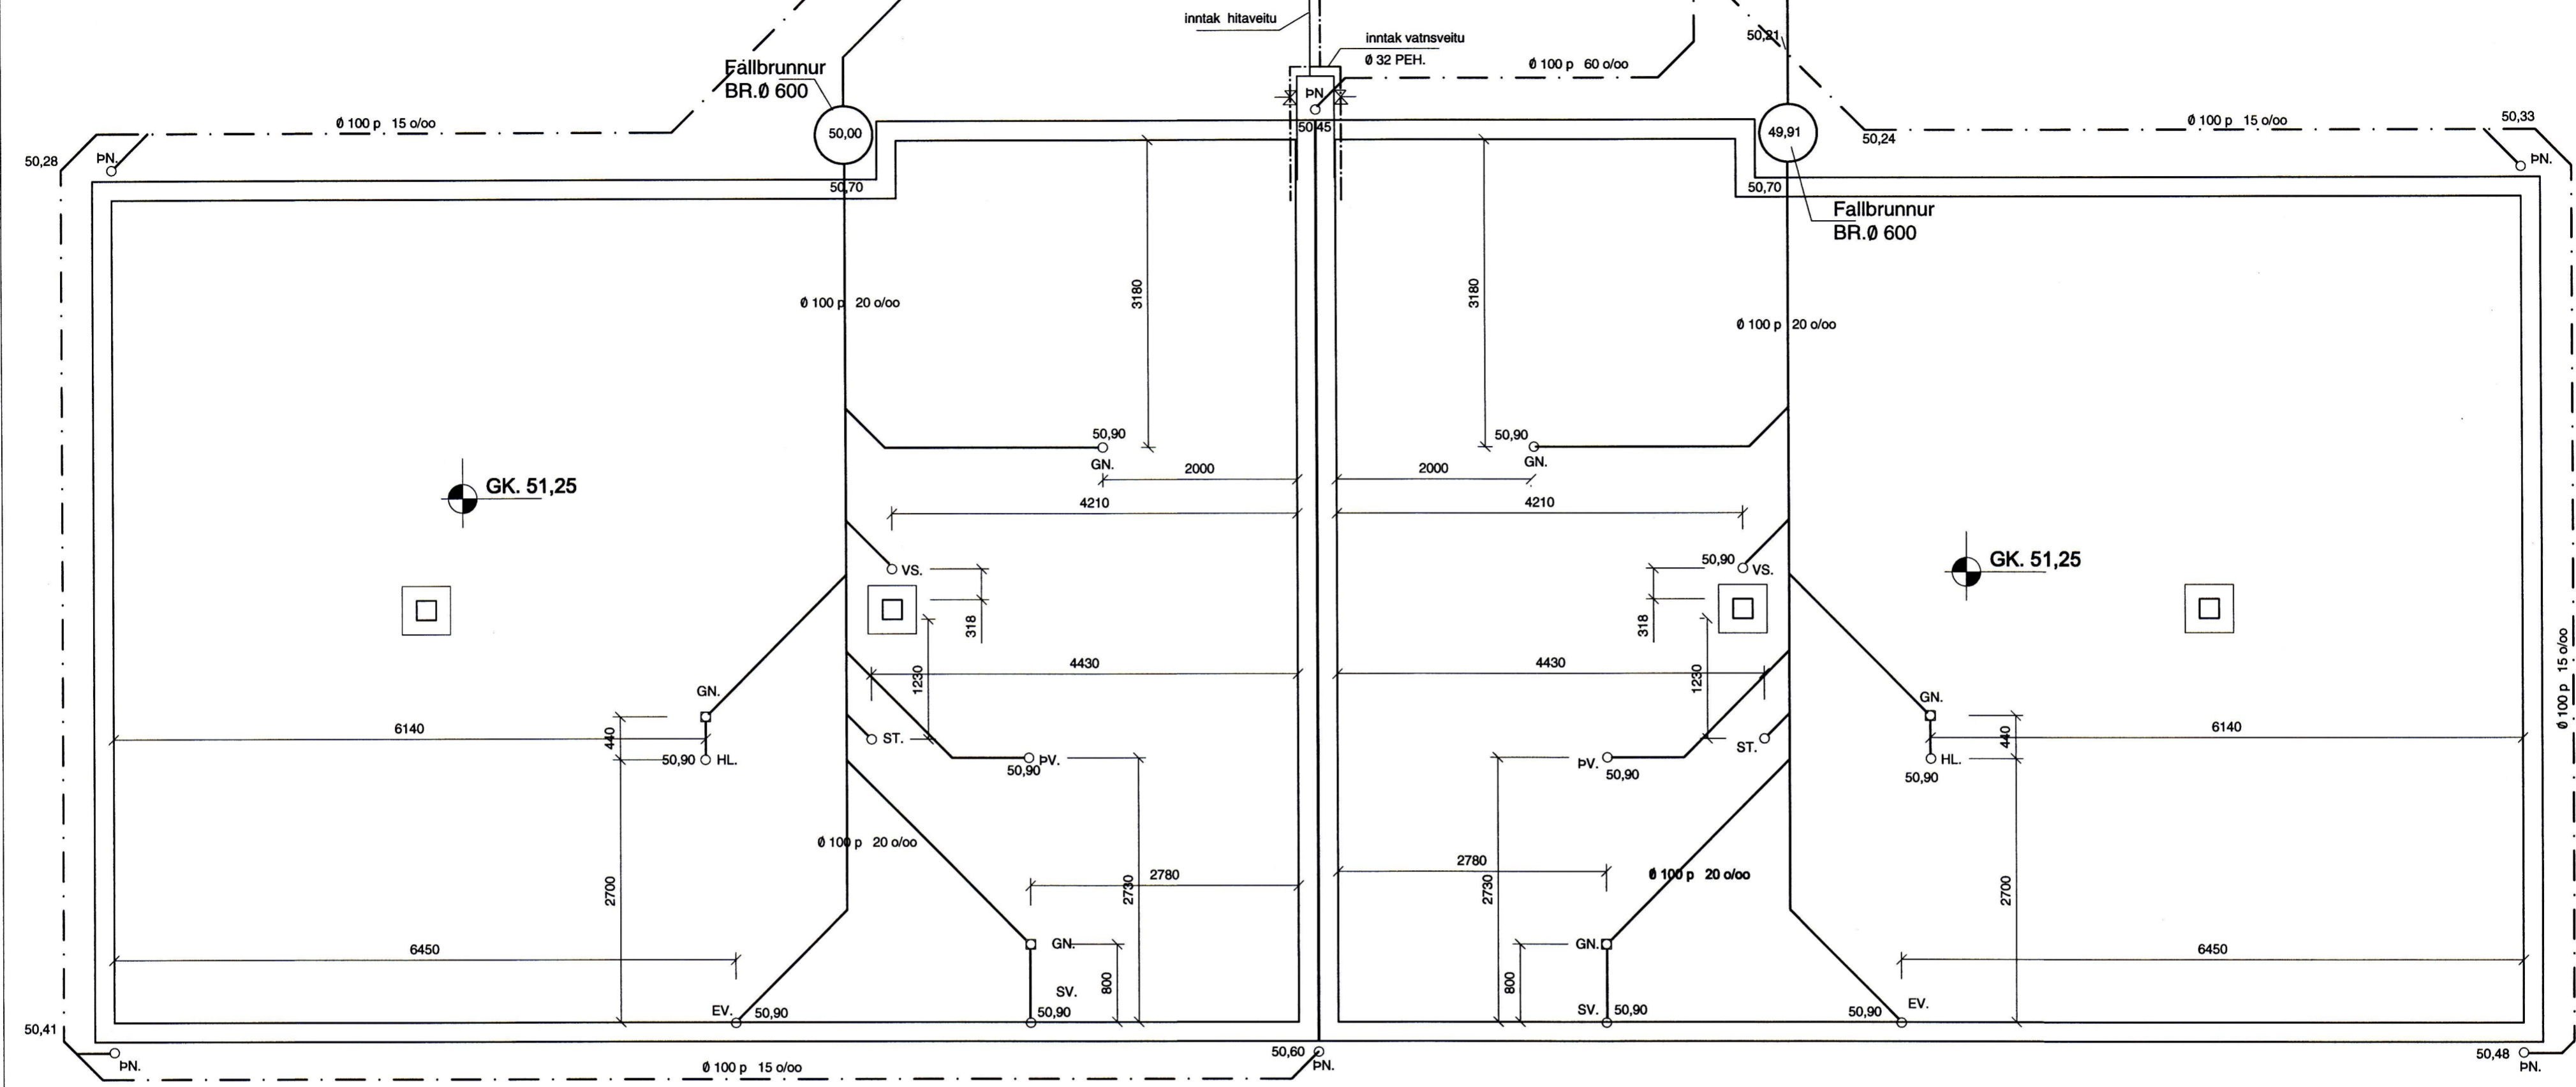 inntak hitaveitu
inntak vatnsveitu
Ø 32 PEH.
Ø 100 p 60 o/oo
50,21
Fallbrunnur
BR.Ø 600
ÞN.
50,00
50,45
49,91
Ø 100 p 15 o/oo
50,28
ÞN.
Ø 100 p 15 o/oo
50,33
50,24
ÞN.
50,70
50,70
Fallbrunnur
BR.Ø 600
Ø 100 p 20 o/oo
3180
3180
Ø 100 p 20 o/oo
50,90
GN.
50,90
GN.
2000
2000
GK. 51,25
4210
4210
VS.
50,90
VS.
GK. 51,25
318
318
1230
4430
4430
1230
Ø 100 p 15 o/oo
GN.
GN.
6140
440
50,90
HL.
ST.
50,90
ÞV.
ÞV.
50,90
ST.
50,90
HL.
440
6140
Ø 100 p 20 o/oo
2700
2730
2780
2780
2730
Ø 100 p 20 o/oo
2700
6450
GN.
800
GN.
800
6450
EV.
50,90
SV.
50,90
SV.
50,90
50,90
EV.
50,41
ÞN.
50,60
ÞN.
50,48
ÞN.
Ø 100 p 15 o/oo